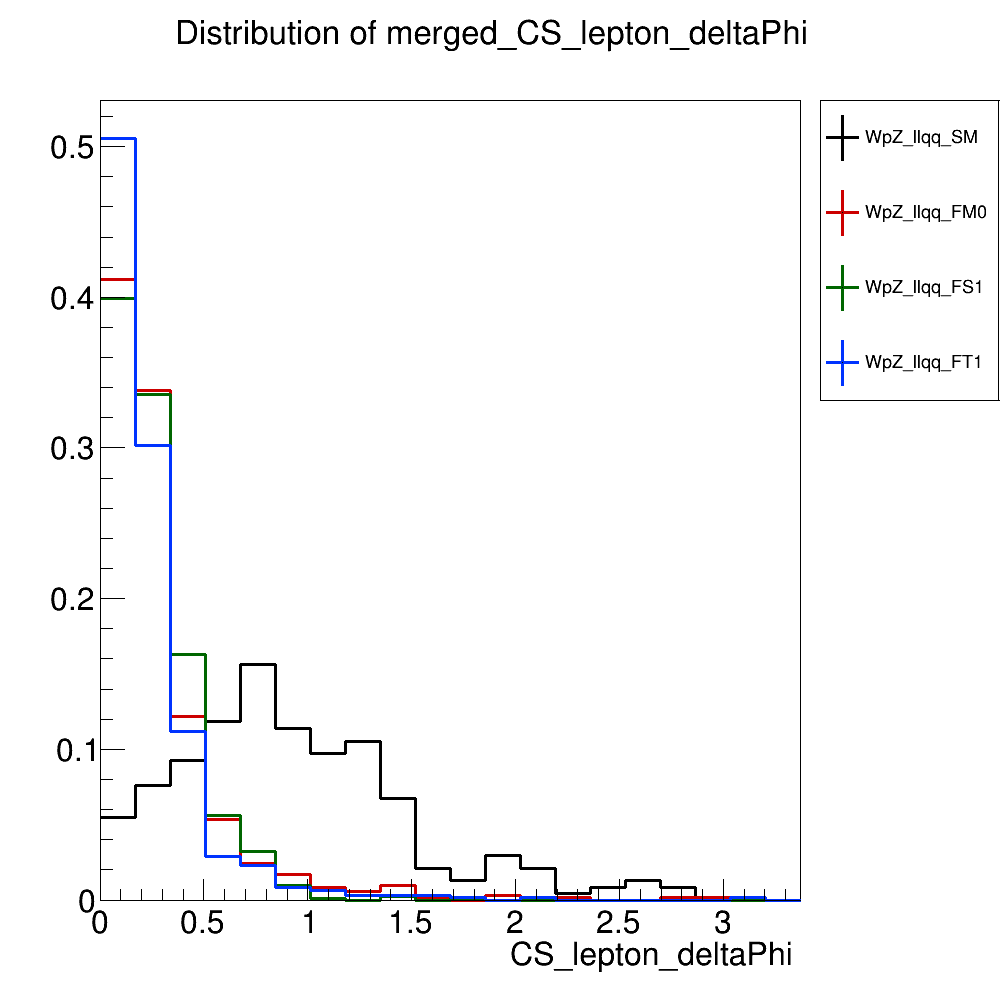 Distribution of merged_CS_lepton_deltaPhi
0.5
0.4
0.3
0.2
0.1
0
0 0.5 1 1.5 2 2.5 3
CS_lepton_deltaPhi
WpZ_llqq_SM
WpZ_llqq_FM0
WpZ_llqq_FS1
WpZ_llqq_FT1